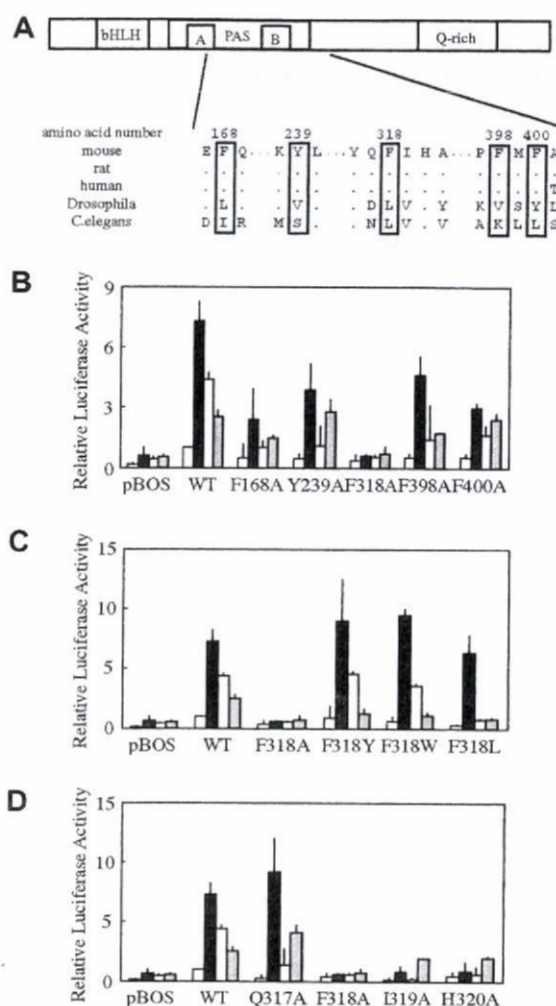 A
bHLH
A
PAS
B
Q-rich
amino acid number 168 239 318 398 400
mouse E F Q . . . K Y L . . . Y Q F I H A . . . P F M F A
rat . . . . . . . . . . . . . . .
human . . . . . . . . . . . . . . T
Drosophila . L . . V . . D L V . Y K V S Y L
C.elegans D I R M S . . N L V . V A K L L S
B
Relative Luciferase Activity
9
6
3
0
pBOS WT F168A Y239A F318A F398A F400A
C
Relative Luciferase Activity
15
10
5
0
pBOS WT F318A F318Y F318W F318L
D
Relative Luciferase Activity
15
10
5
0
pBOS WT Q317A F318A I319A H320A